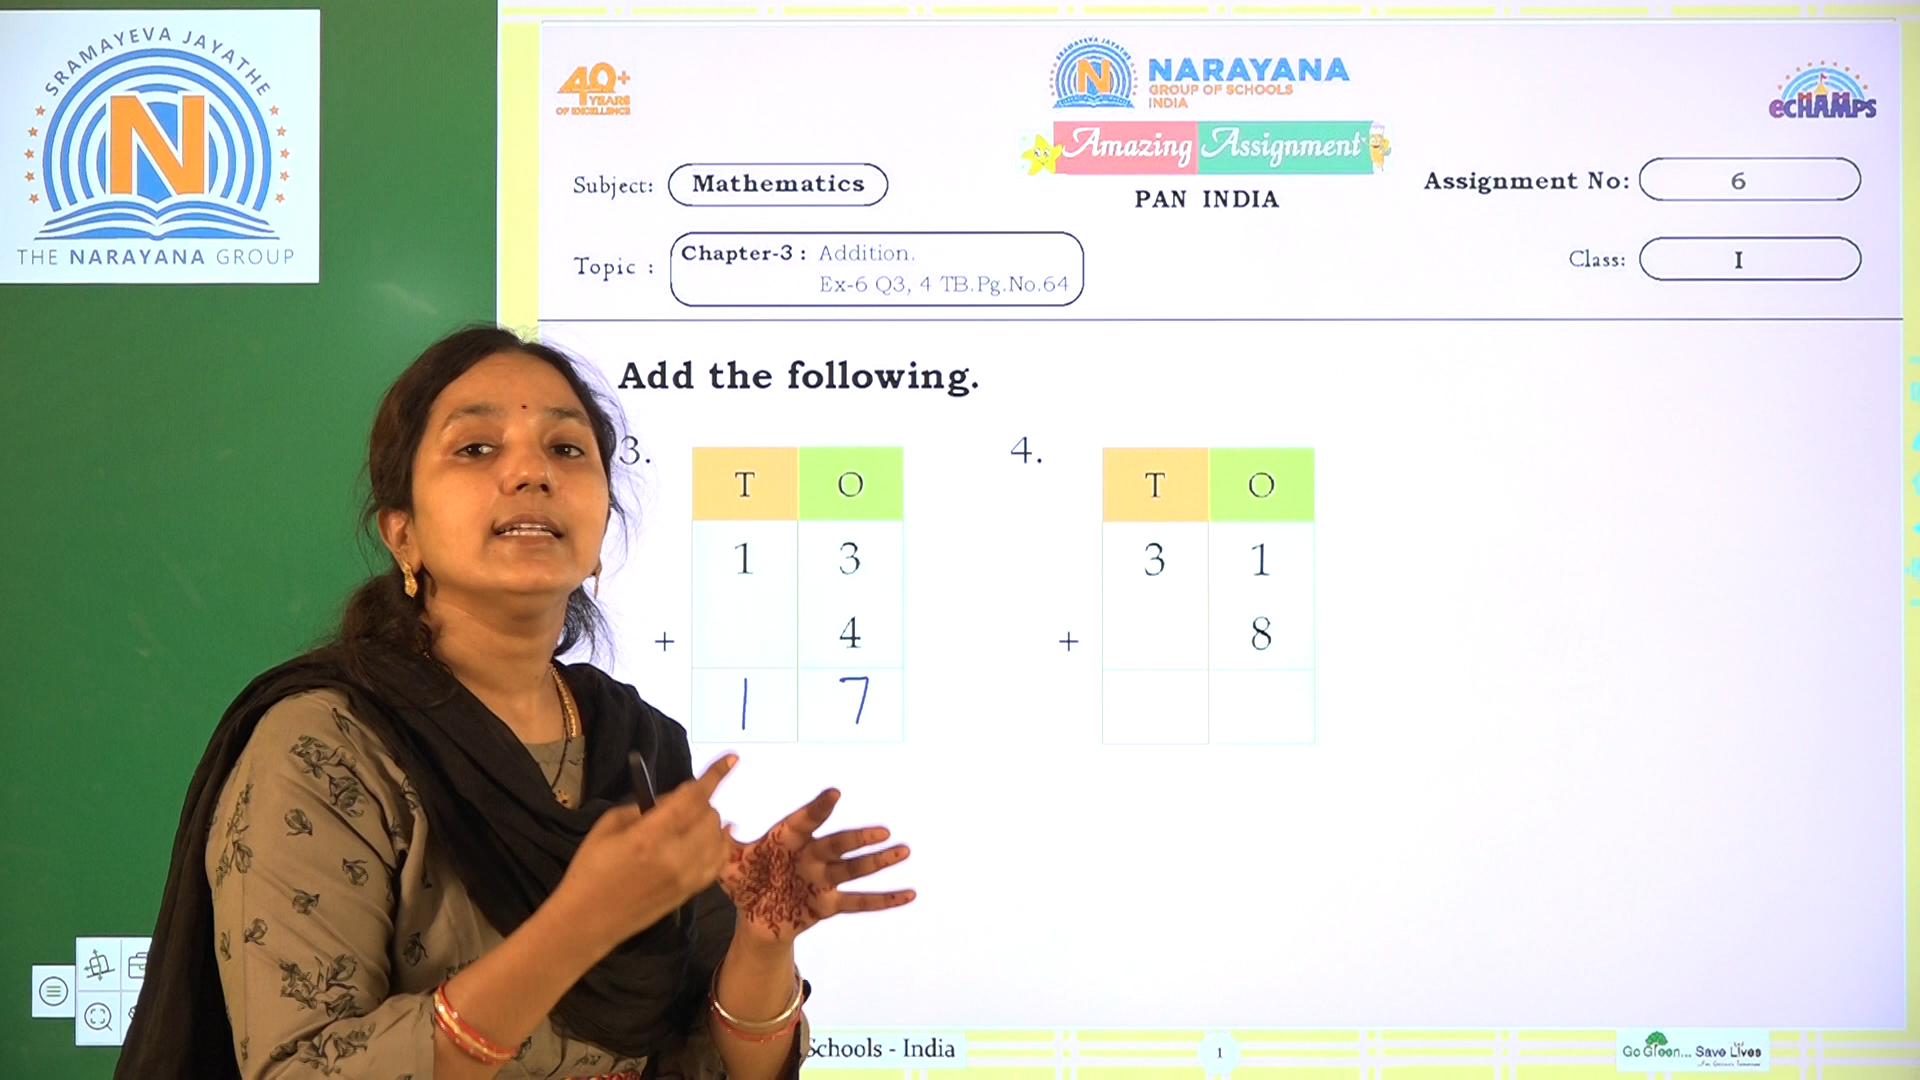 SRAMAYEVA JAYATHE
N
THE NARAYANA GROUP
40+
YEARS
OF EXCELLENCE
SRAMAYEVA JAYATHE
N
NARAYANA
GROUP OF SCHOOLS
INDIA
eCHAMPS
Amazing Assignment
PAN INDIA
Subject: Mathematics
Assignment No: 6
Topic : Chapter-3 : Addition.
Ex-6 Q3, 4 TB.Pg.No.64
Class: I
Add the following.
3.
T O
1 3
+ 4
1 7
4.
T O
3 1
+ 8
Schools - India
1
Go Green... Save Lives